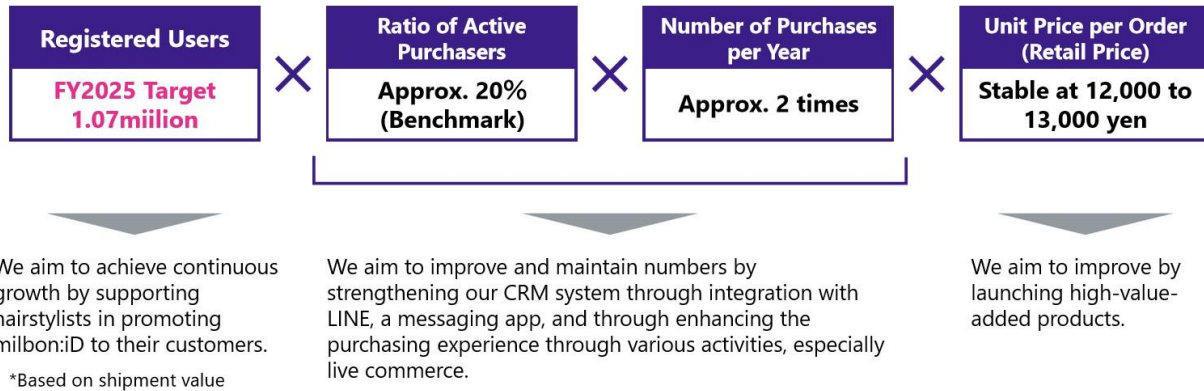 Registered Users
FY2025 Target
1.07miilion
×
Ratio of Active
Purchasers
Approx. 20%
(Benchmark)
×
Number of Purchases
per Year
Approx. 2 times
×
Unit Price per Order
(Retail Price)
Stable at 12,000 to
13,000 yen
We aim to achieve continuous
growth by supporting
hairstylists in promoting
milbon:iD to their customers.
*Based on shipment value
We aim to improve and maintain numbers by
strengthening our CRM system through integration with
LINE, a messaging app, and through enhancing the
purchasing experience through various activities, especially
live commerce.
We aim to improve by
launching high-value-
added products.